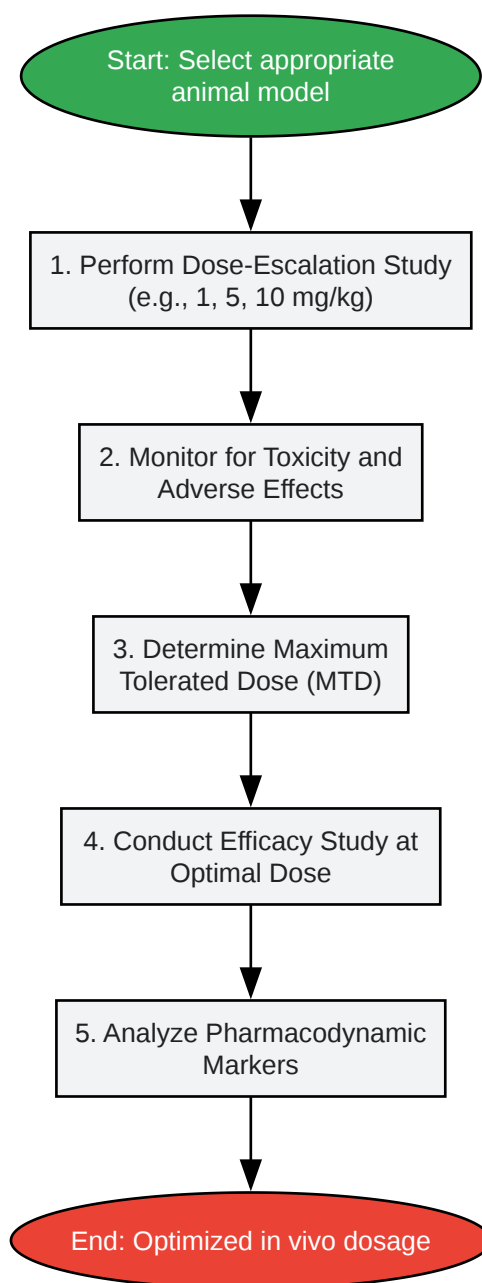 Start: Select appropriate
animal model
1. Perform Dose-Escalation Study
(e.g., 1, 5, 10 mg/kg)
2. Monitor for Toxicity and
Adverse Effects
3. Determine Maximum
Tolerated Dose (MTD)
4. Conduct Efficacy Study at
Optimal Dose
5. Analyze Pharmacodynamic
Markers
End: Optimized in vivo dosage